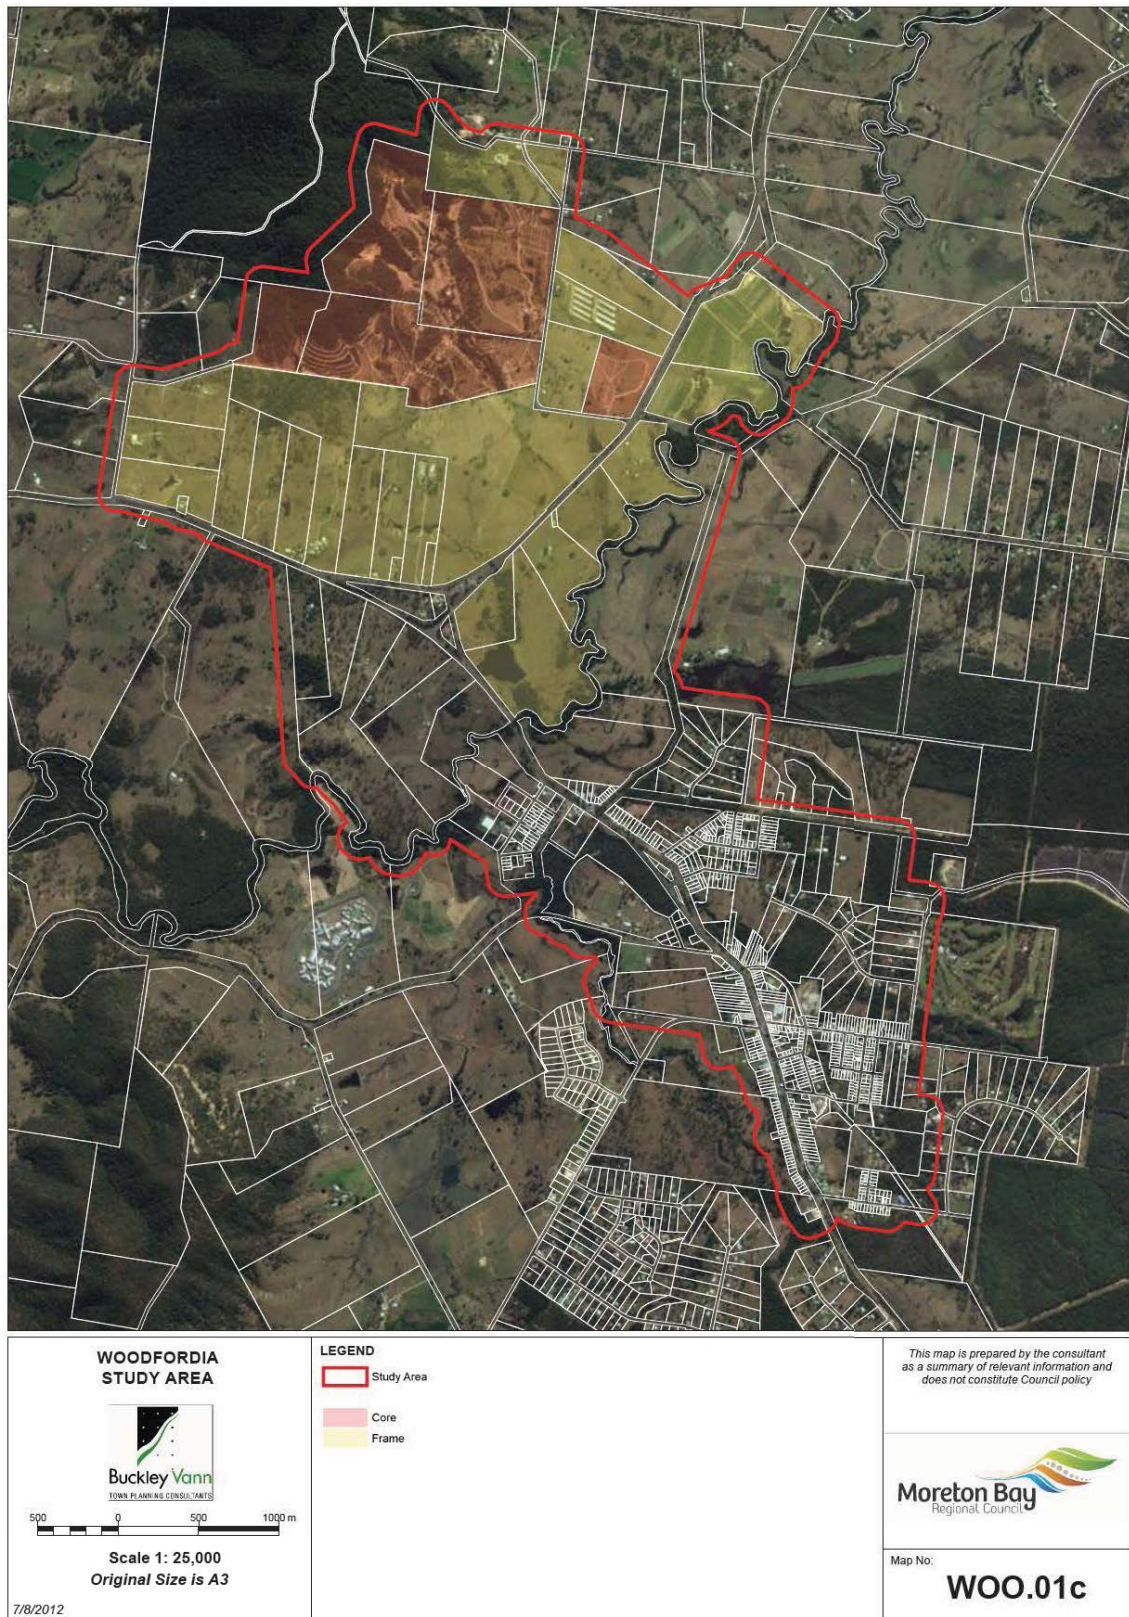 WOODFORDIA
STUDY AREA
Buckley Vann
TOWN PLANNING CONSULTANTS
500 0 500 1000 m
Scale 1: 25,000
Original Size is A3
7/8/2012
LEGEND
Study Area
Core
Frame
This map is prepared by the consultant
as a summary of relevant information and
does not constitute Council policy
Moreton Bay
Regional Council
Map No:
WOO.01c